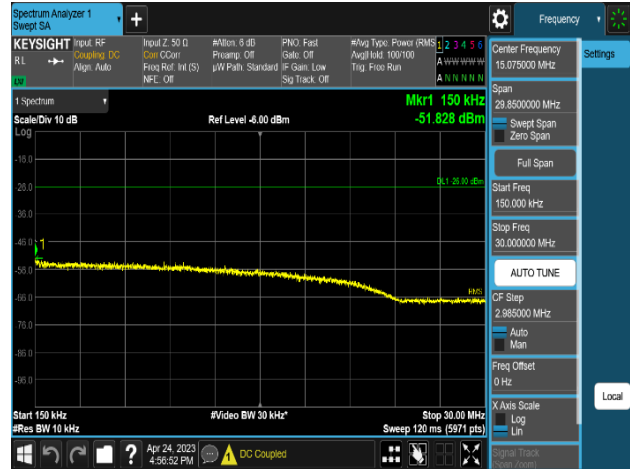 Spectrum Analyzer 1
Swept SA
Frequency
KEYSIGHT
RL
Input: RF
Coupling: DC
Align: Auto
Input Z: 50 Ω
Corr CCorr
Freq Ref: Int (S)
NFE: Off
#Atten: 6 dB
Preamp: Off
µW Path: Standard
PNO: Fast
Gate: Off
IF Gain: Low
Sig Track: Off
#Avg Type: Power (RMS
Avg|Hold: 100/100
Trig: Free Run
1 2 3 4 5 6
A W W W W W
A N N N N N
1 Spectrum
Scale/Div 10 dB
Ref Level -6.00 dBm
Mkr1 150 kHz
-51.828 dBm
Log
-16.0
DL1 -26.00 dBm
-26.0
-36.0
-46.0
1
-56.0
RMS
-66.0
-76.0
-86.0
-96.0
Start 150 kHz
#Video BW 30 kHz*
Stop 30.00 MHz
#Res BW 10 kHz
Sweep 120 ms (5971 pts)
Apr 24, 2023
4:56:52 PM
DC Coupled
Center Frequency
15.075000 MHz
Settings
Span
29.8500000 MHz
Swept Span
Zero Span
Full Span
Start Freq
150.000 kHz
Stop Freq
30.000000 MHz
AUTO TUNE
CF Step
2.985000 MHz
Auto
Man
Freq Offset
0 Hz
Local
X Axis Scale
Log
Lin
Signal Track
(Span Zoom)